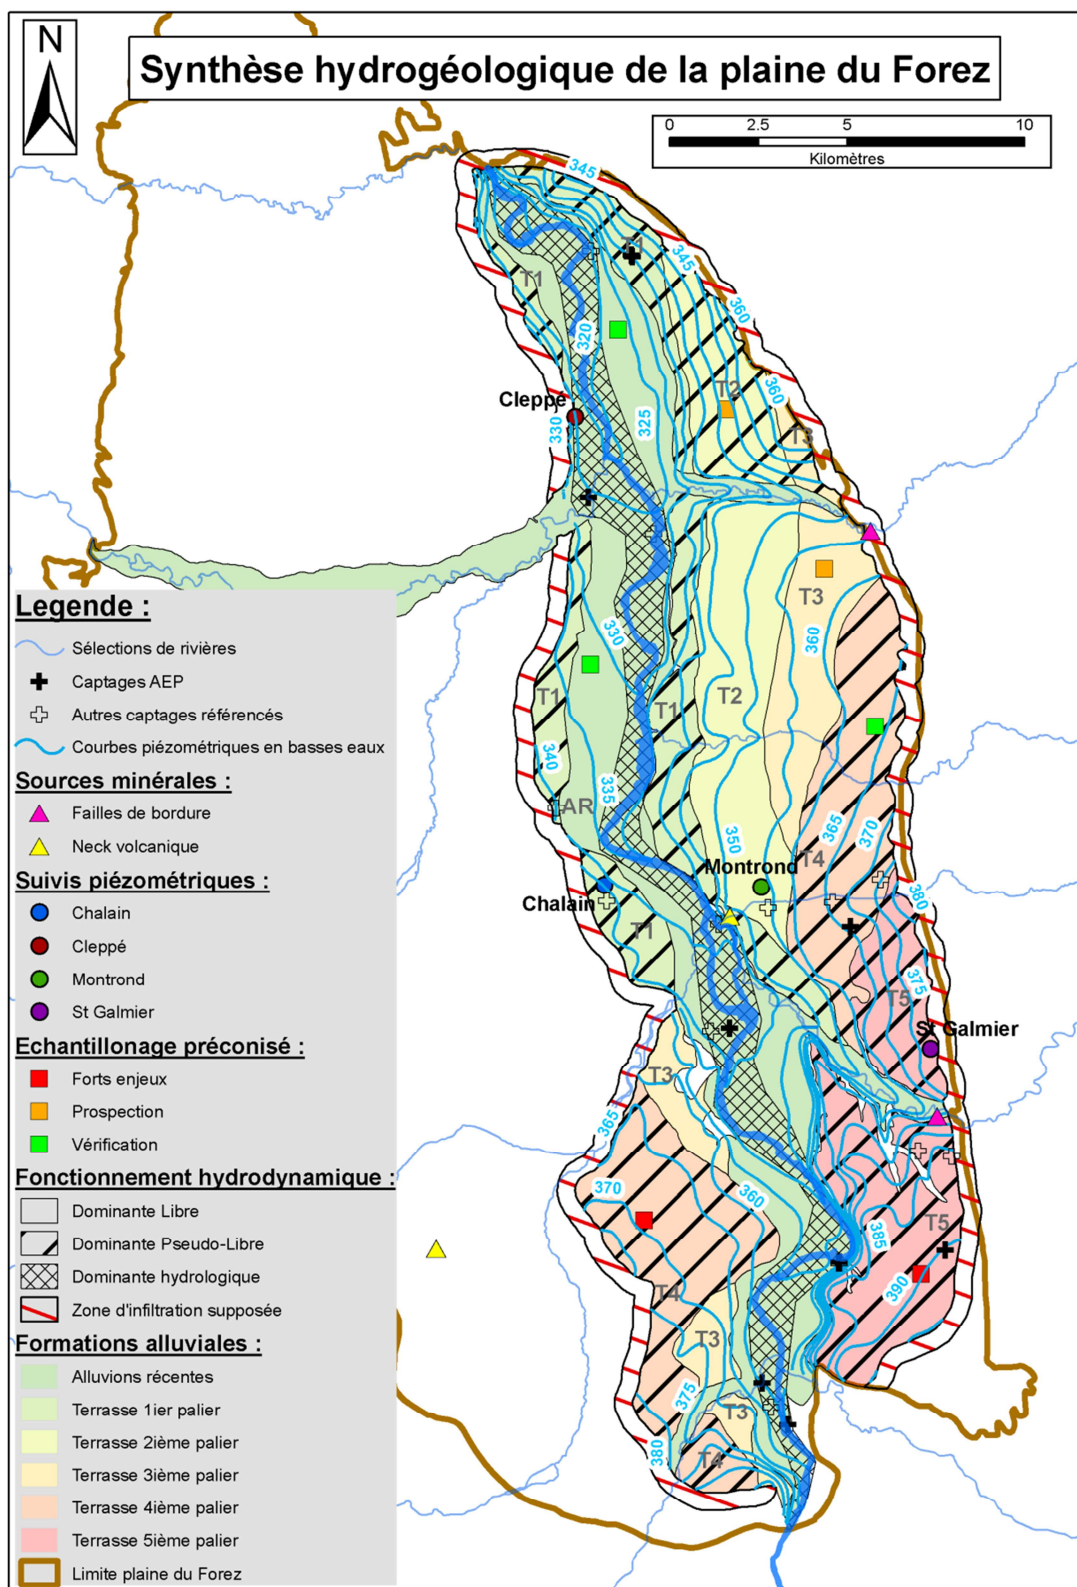 N
Synthèse hydrogéologique de la plaine du Forez
0 2.5 5 10
Kilomètres
345
T1
345
T1
360
320
T2
360
Cleppé
330
325
T3
T3
330
360
T1
T1
T2
340
335
AR
365
370
350
T4
Montrond
380
Chalain
T1
375
T5
St Galmier
T3
365
370
360
T5
385
390
T4
T3
375
T3
380
T4
Legende :
Sélections de rivières
Captages AEP
Autres captages référencés
Courbes piézométriques en basses eaux
Sources minérales :
Failles de bordure
Neck volcanique
Suivis piézométriques :
Chalain
Cleppé
Montrond
St Galmier
Echantillonage préconisé :
Forts enjeux
Prospection
Vérification
Fonctionnement hydrodynamique :
Dominante Libre
Dominante Pseudo-Libre
Dominante hydrologique
Zone d'infiltration supposée
Formations alluviales :
Alluvions récentes
Terrasse 1ier palier
Terrasse 2ième palier
Terrasse 3ième palier
Terrasse 4ième palier
Terrasse 5ième palier
Limite plaine du Forez